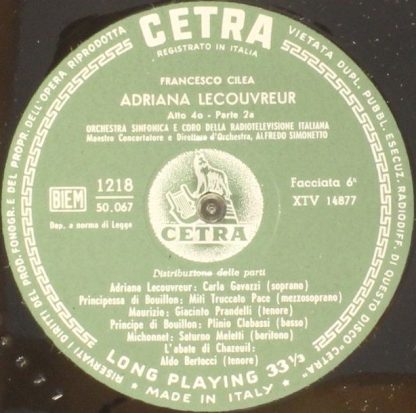 CETRA
REGISTRATO IN ITALIA
RISERVATI I DIRITTI DEL PROD. FONOGR. E DEL PROPR. DELL'OPERA RIPRODOTTA
VIETATA DUPL. PUBBL. ESECUZ. RADIODIFF. DI QUESTO DISCO "CETRA"
FRANCESCO CILEA
ADRIANA LECOUVREUR
Atto 4o - Parte 2a
ORCHESTRA SINFONICA E CORO DELLA RADIOTELEVISIONE ITALIANA
Maestro Concertatore e Direttore d'Orchestra, ALFREDO SIMONETTO
BIEM
1218
50.067
Dep. a norma di Legge
Facciata 6a
XTV 14877
CETRA
Distribuzione delle parti
Adriana Lecouvreur: Carla Gavazzi (soprano)
Principessa di Bouillon: Miti Truccato Pace (mezzosoprano)
Maurizio: Giacinto Prandelli (tenore)
Principe di Bouillon: Plinio Clabassi (basso)
Michonnet: Saturno Meletti (baritono)
L'abate di Chazeuil:
Aldo Bertocci (tenore)
LONG PLAYING 33 1/3
★ MADE IN ITALY ★